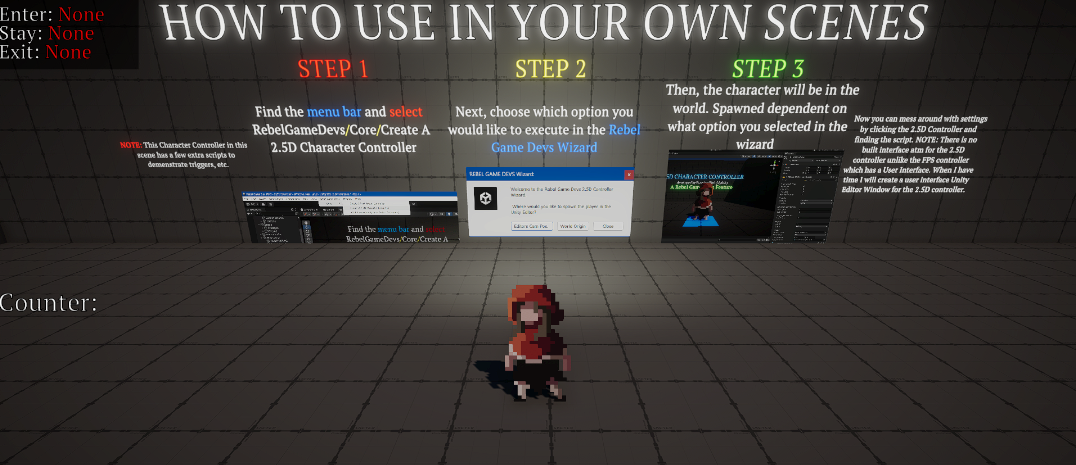 Enter: None
Stay: None
Exit: None
HOW TO USE IN YOUR OWN SCENES
STEP 1
Find the menu bar and select
RebelGameDevs/Core/Create A
2.5D Character Controller
NOTE: This Character Controller in this
scene has a few extra scripts to
demenstrate triggers, etc.
menu bar and
RebelGameDevs/Core/Create A
STEP 2
Next, choose which option you
would like to execute in the Rebel
Game Devs Wizard
REBEL GAME DEVS Wizard
Welcome to the Rebel Game Devs 2.5D Controller
Wizard.
Where would you like to spawn the player in the
Unity Editor?
Editors Cam Pos
World Origin
Close
STEP 3
Then, the character will be in the
world. Spawned dependent on
what option you selected in the
wizard
CHARACTER CONTROLLER
A Rebel Feature
Now you can mess around with settings
by clicking the 2.5D Controller and
finding the script. NOTE: There is no
built interface atm for the 2.5D
controller unlike the FPS controller
which has a User Interface. When I have
time I will create a user interface Unity
Editor Window for the 2.5D controller.
Counter: